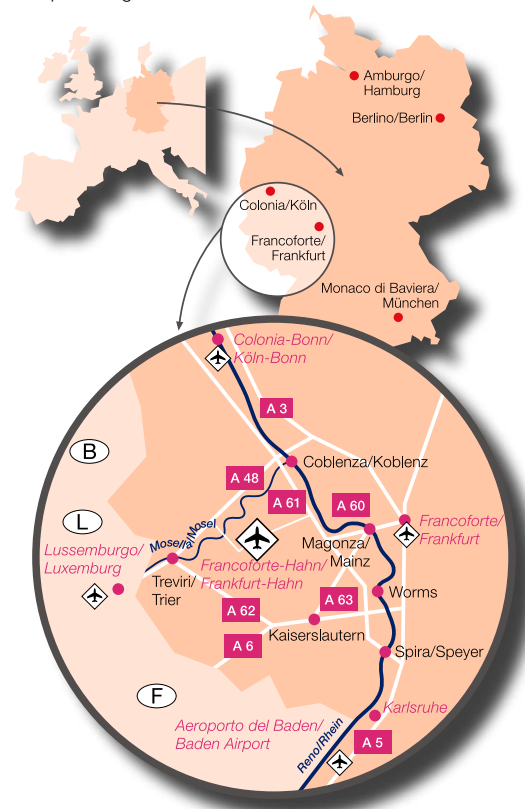 Amburgo/
Hamburg
Berlino/Berlin
Colonia/Köln
Francoforte/
Frankfurt
Monaco di Baviera/
München
Colonia-Bonn/
Köln-Bonn
A 3
B
Coblenza/Koblenz
A 48
A 61
A 60
L
Mosella/Mosel
Francoforte/
Frankfurt
Lussemburgo/
Luxemburg
Magonza/
Mainz
Francoforte-Hahn/
Frankfurt-Hahn
Treviri/
Trier
A 62
A 63
Worms
Kaiserslautern
A 6
Spira/Speyer
F
Karlsruhe
Aeroporto del Baden/
Baden Airport
Reno/Rhein
A 5